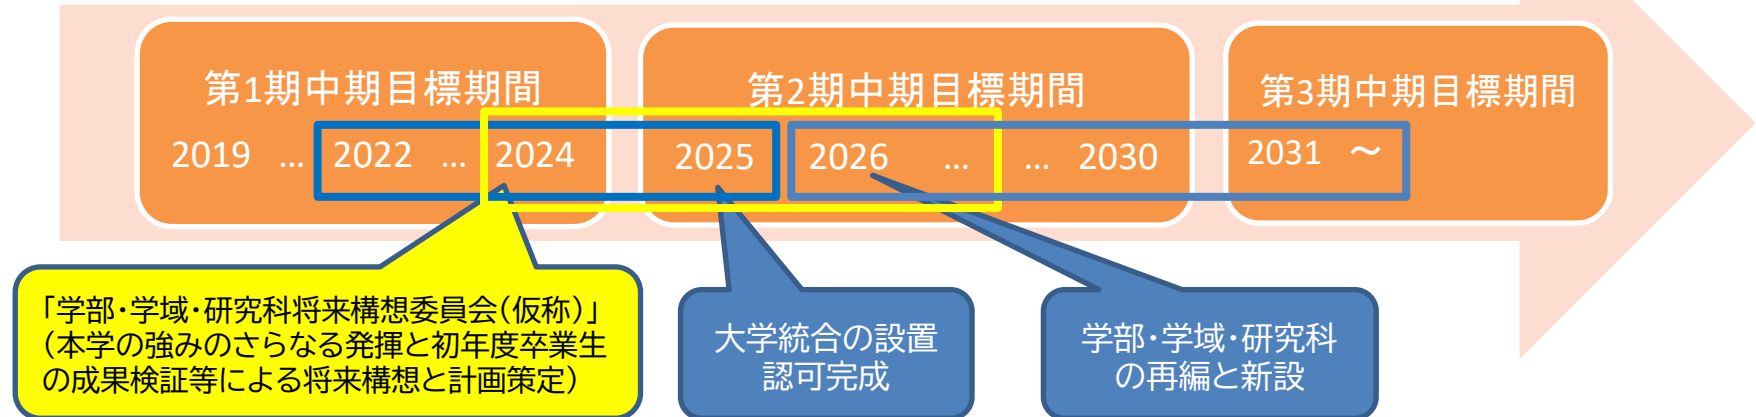 第1期中期目標期間
2019 … 2022 … 2024
第2期中期目標期間
2025 2026 … … 2030
第3期中期目標期間
2031 ～
「学部・学域・研究科将来構想委員会（仮称）」
（本学の強みのさらなる発揮と初年度卒業生
の成果検証等による将来構想と計画策定）
大学統合の設置
認可完成
学部・学域・研究科
の再編と新設